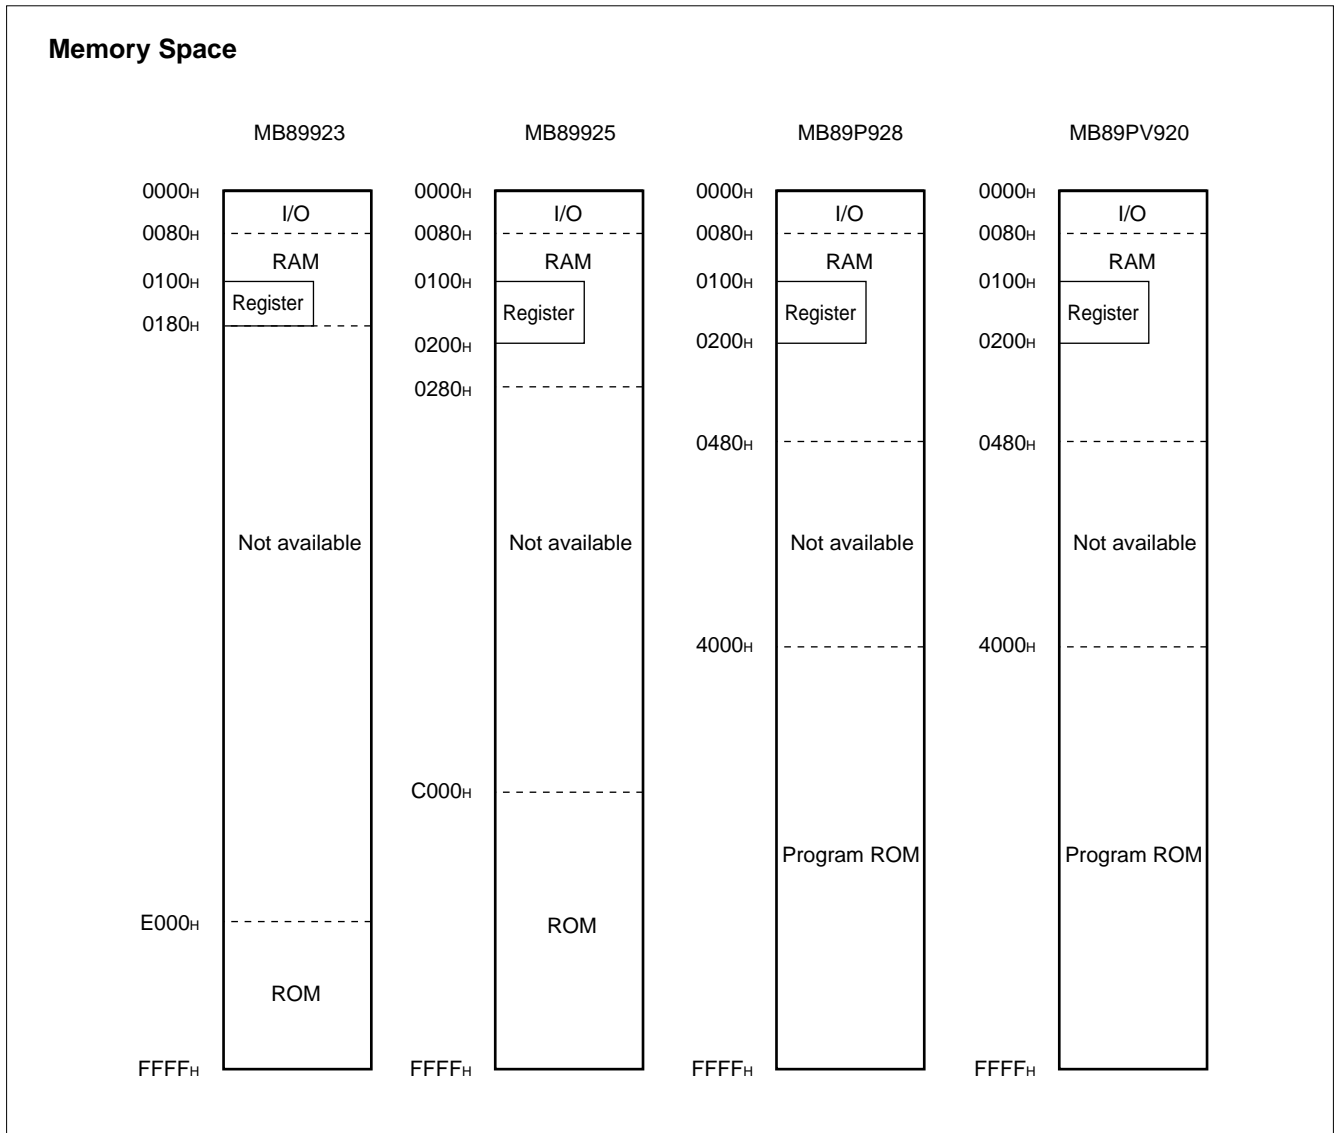 Memory Space
MB89923
MB89925
MB89P928
MB89PV920
0000H
I/O
0080H
RAM
0100H
Register
0180H
Not available
E000H
ROM
FFFFH
0000H
I/O
0080H
RAM
0100H
Register
0200H
0280H
Not available
C000H
ROM
FFFFH
0000H
I/O
0080H
RAM
0100H
Register
0200H
0480H
Not available
4000H
Program ROM
FFFFH
0000H
I/O
0080H
RAM
0100H
Register
0200H
0480H
Not available
4000H
Program ROM
FFFFH